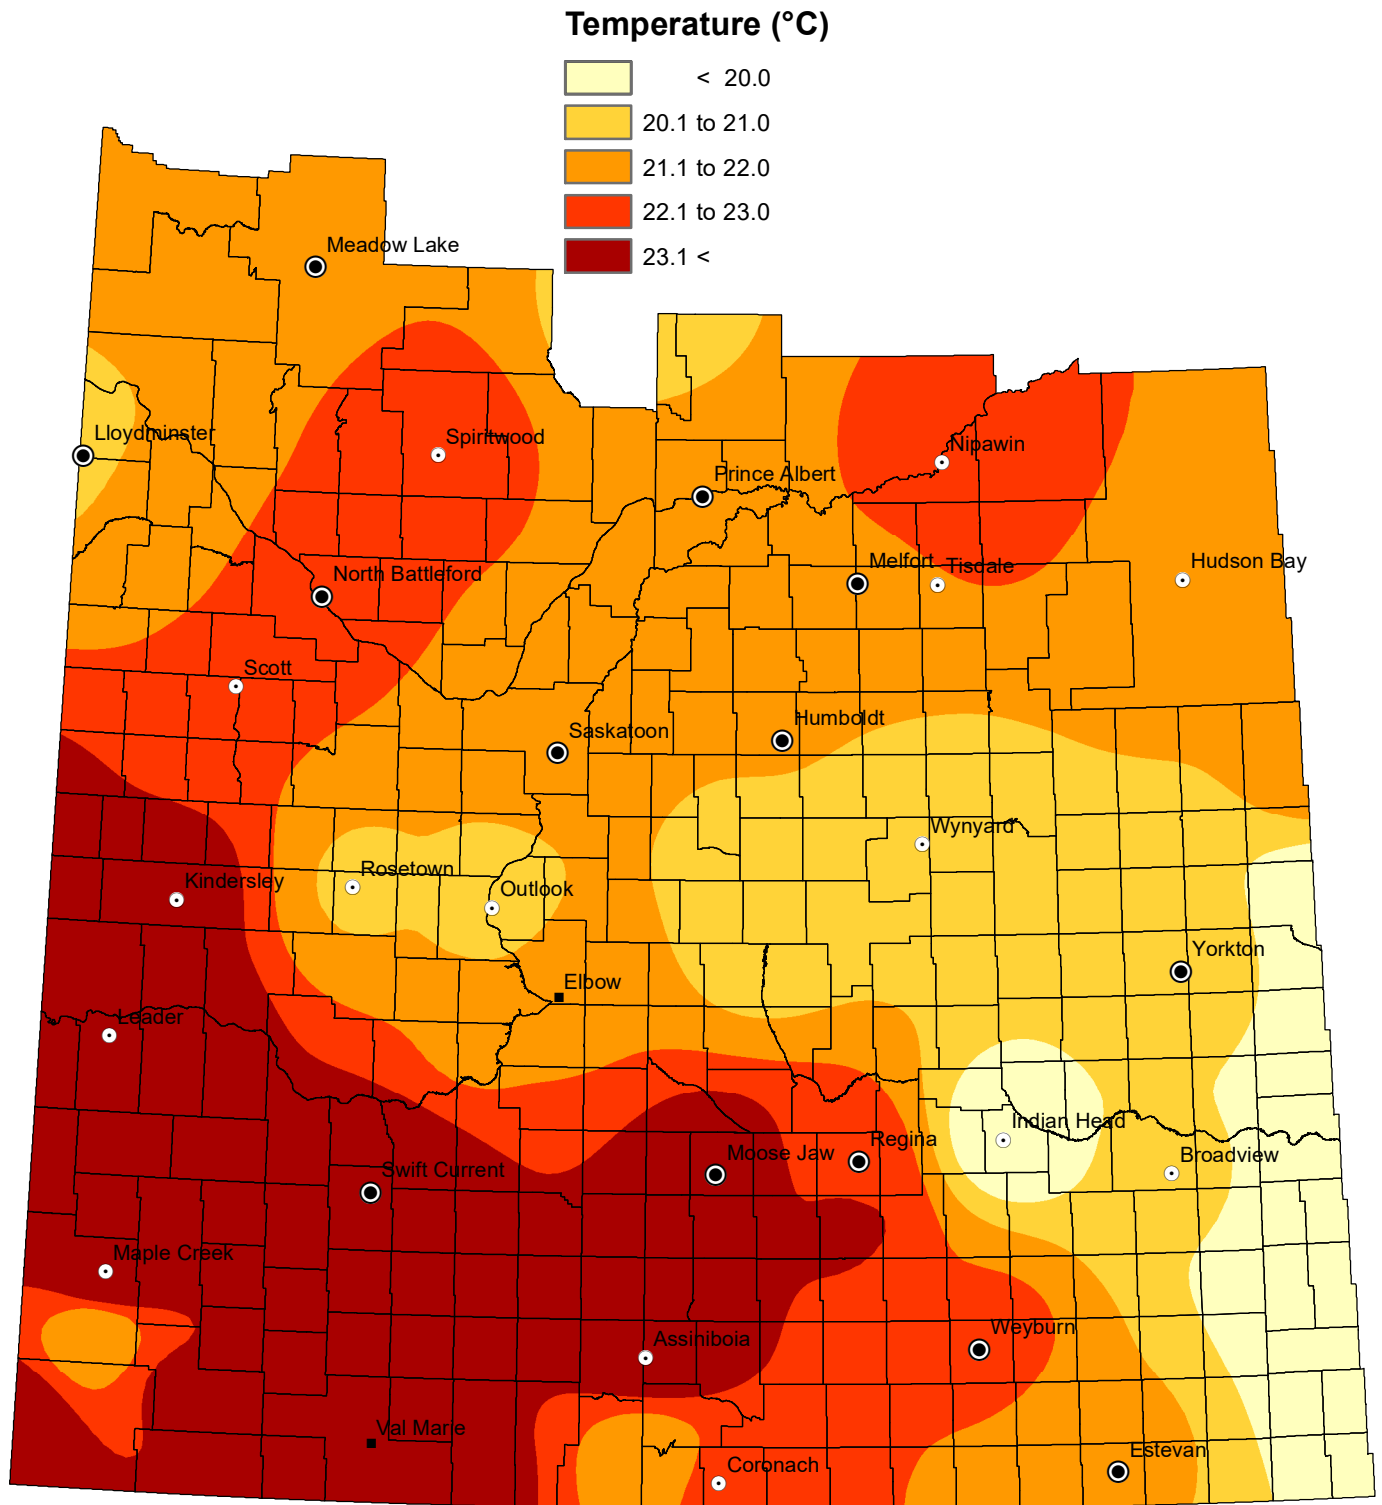 Temperature (°C)
< 20.0
20.1 to 21.0
21.1 to 22.0
22.1 to 23.0
23.1 <
Meadow Lake
Lloydminster
Spiritwood
Nipawin
Prince Albert
Melfort
Tisdale
Hudson Bay
North Battleford
Scott
Saskatoon
Humboldt
Wynyard
Rosetown
Kindersley
Outlook
Yorkton
Elbow
Leader
Indian Head
Regina
Moose Jaw
Broadview
Swift Current
Maple Creek
Weyburn
Assiniboia
Val Marie
Estevan
Coronach